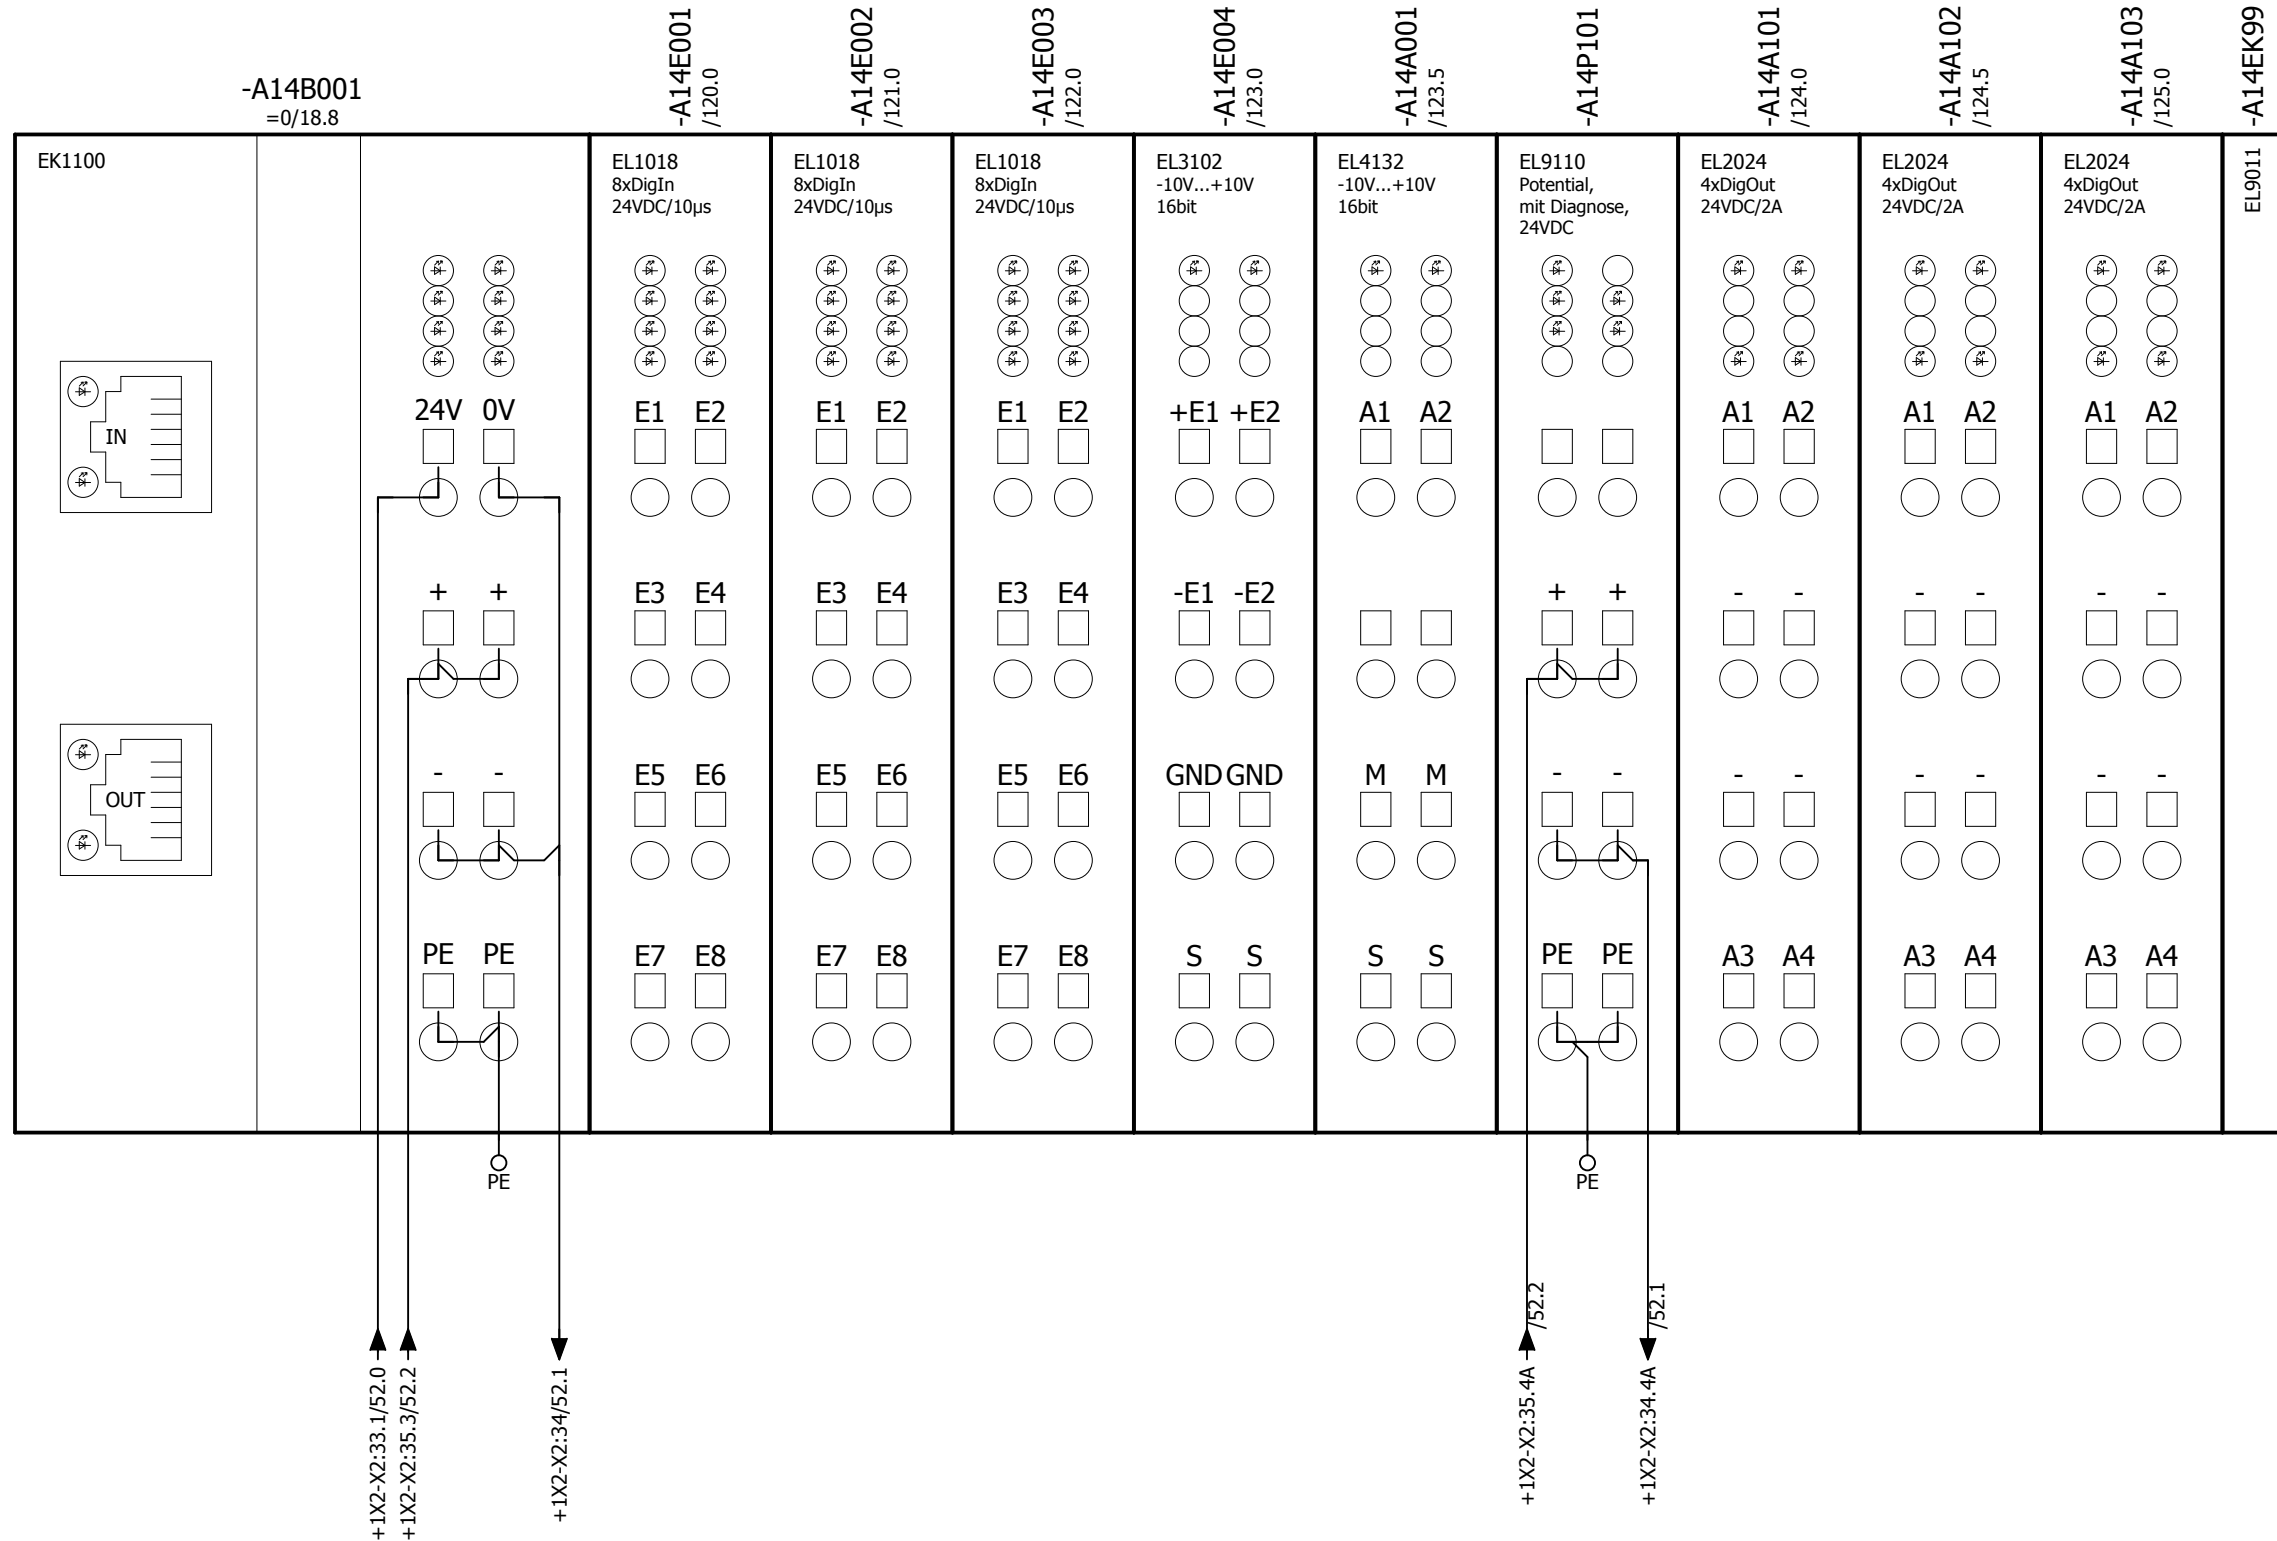 -A14B001
=0/18.8
-A14E001
/120.0
-A14E002
/121.0
-A14E003
/122.0
-A14E004
/123.0
-A14A001
/123.5
-A14P101
-A14A101
/124.0
-A14A102
/124.5
-A14A103
/125.0
-A14EK99
EK1100
EL1018
8xDigIn
24VDC/10µs
EL1018
8xDigIn
24VDC/10µs
EL1018
8xDigIn
24VDC/10µs
EL3102
-10V...+10V
16bit
EL4132
-10V...+10V
16bit
EL9110
Potential,
mit Diagnose,
24VDC
EL2024
4xDigOut
24VDC/2A
EL2024
4xDigOut
24VDC/2A
EL2024
4xDigOut
24VDC/2A
EL9011
IN
24V 0V E1 E2 E1 E2 E1 E2 +E1 +E2 A1 A2 A1 A2 A1 A2 A1 A2
+ + E3 E4 E3 E4 E3 E4 -E1 -E2 + + - - - - - -
OUT
- - E5 E6 E5 E6 E5 E6 GND GND M M - - - - - - - -
PE PE E7 E8 E7 E8 E7 E8 S S S S PE PE A3 A4 A3 A4 A3 A4
PE
PE
+1X2-X2:33.1/52.0
+1X2-X2:35.3/52.2
+1X2-X2:34/52.1
+1X2-X2:35.4A
/52.2
+1X2-X2:34.4A
/52.1